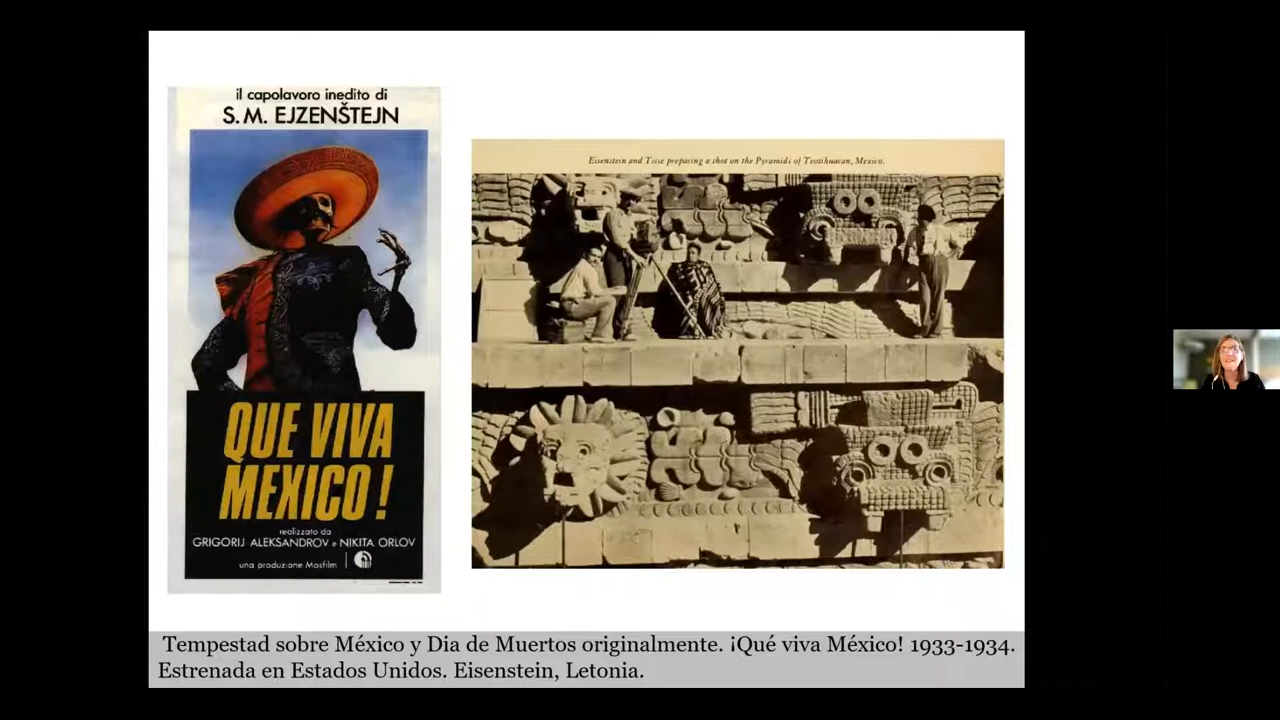 il capolavoro inedito di
S.M. EJZENŠTEJN
QUE VIVA
MEXICO!
realizzato da
GRIGORIJ ALEKSANDROV e NIKITA ORLOV
una produzione Mosfilm
Eisenstein and Tisse preparing a shot on the Pyramids of Teotihuacan, Mexico.
Tempestad sobre México y Dia de Muertos originalmente. ¡Qué viva México! 1933-1934.
Estrenada en Estados Unidos. Eisenstein, Letonia.